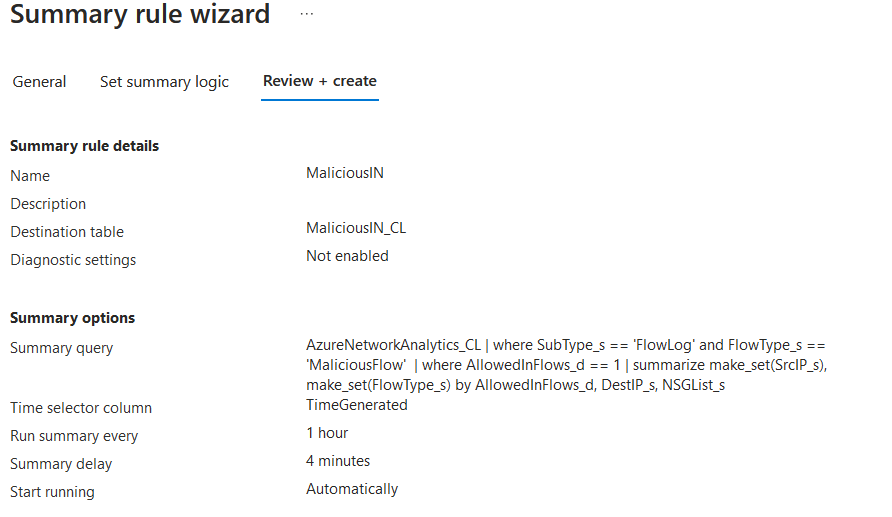 Summary rule wizard ...
General Set summary logic Review + create
Summary rule details
Name MaliciousIN
Description
Destination table MaliciousIN_CL
Diagnostic settings Not enabled
Summary options
Summary query AzureNetworkAnalytics_CL | where SubType_s == 'FlowLog' and FlowType_s ==
'MaliciousFlow' | where AllowedInFlows_d == 1 | summarize make_set(SrcIP_s),
make_set(FlowType_s) by AllowedInFlows_d, DestIP_s, NSGList_s
Time selector column TimeGenerated
Run summary every 1 hour
Summary delay 4 minutes
Start running Automatically